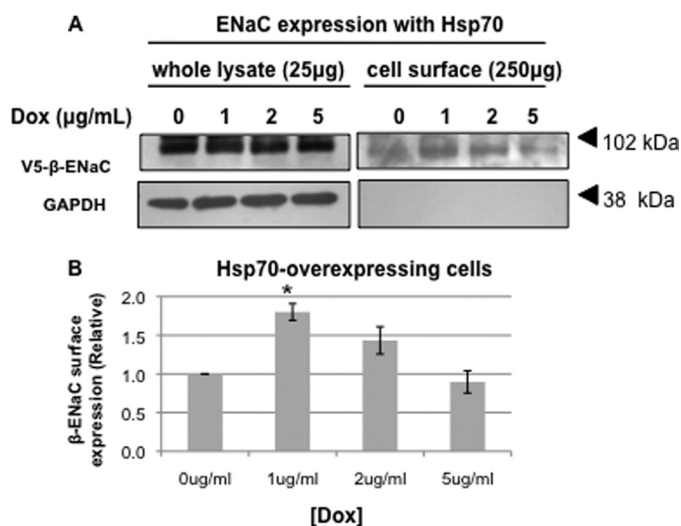 A
ENaC expression with Hsp70
whole lysate (25µg) cell surface (250µg)
Dox (µg/mL) 0 1 2 5 0 1 2 5
102 kDa
V5-β-ENaC
GAPDH
38 kDa
B
Hsp70-overexpressing cells
β-ENaC surface
expression (Relative)
2.0
1.5
1.0
0.5
0.0
*
0ug/ml 1ug/ml 2ug/ml 5ug/ml
[Dox]